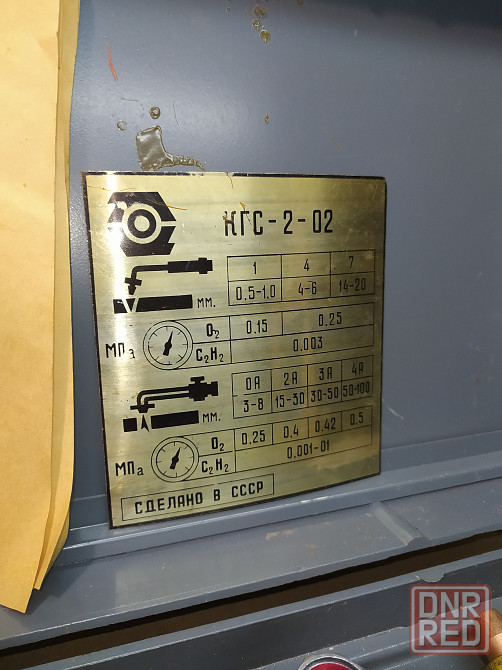 КГС-2-02
1 4 7
мм. 0.5-1.0 4-6 14-20
МПа O₂ 0.15 0.25
C₂H₂ 0.003
0А 2А 3А 4А
мм. 3-8 15-30 30-50 50-100
МПа O₂ 0.25 0.4 0.42 0.5
C₂H₂ 0.001-01
СДЕЛАНО В СССР
DNR
RED